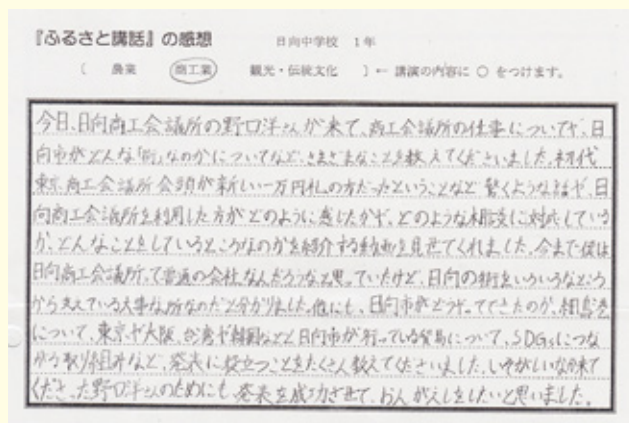 『ふるさと講話』の感想 日向中学校 1年
〔 農業 商工業 観光・伝統文化 〕← 講演の内容に ○ をつけます。
今日、日向商工会議所の野口洋さんが来て、商工会議所の仕事についてや、日
向市がどんな「街」なのかについてなど、さまざまなことを教えてくださいました。初代
東京商工会議所会頭が新しい一万円札の方だったということなど驚くような話や、日
向商工会議所を利用した方がどのように感じたかや、どのような相談に対応している
か、どんなことをしているところなのかを紹介する動画を見せてくれました。今まで僕は
日向商工会議所って普通の会社なんだろうなと思っていたけど、日向の街をいろいろなところ
から支えている大事な所なのだと分かりました。他にも、日向市がどうやってできたのか、細島港
について、東京や大阪、台湾や韓国などと日向市が行っている貿易について、SDGsにつな
がる取り組みなど、発表に役立つことをたくさん教えてくださいました。いそがしいなか来て
くださった野口洋さんのためにも、発表を成功させて、おんがえしをしたいと思いました。